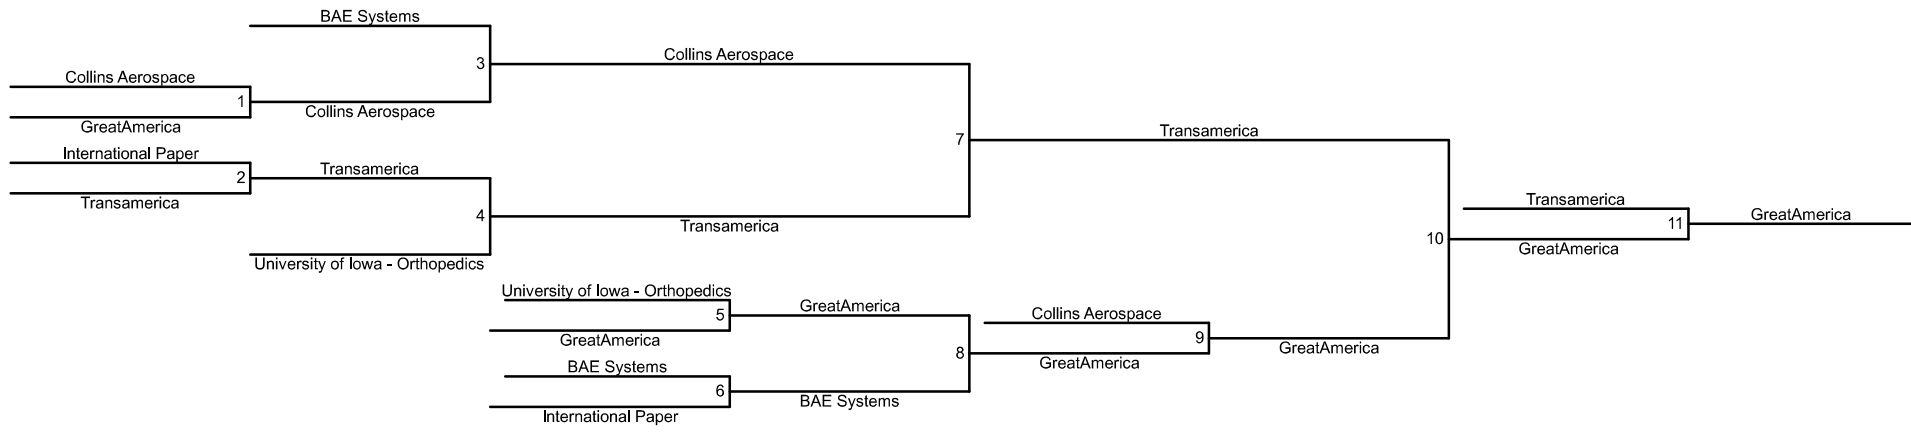 BAE Systems
3
Collins Aerospace
Collins Aerospace
1
Collins Aerospace
GreatAmerica
7
Transamerica
International Paper
2
Transamerica
Transamerica
4
Transamerica
University of Iowa - Orthopedics
10
Transamerica
11
GreatAmerica
GreatAmerica
University of Iowa - Orthopedics
5
GreatAmerica
GreatAmerica
Collins Aerospace
9
GreatAmerica
8
GreatAmerica
BAE Systems
6
BAE Systems
International Paper